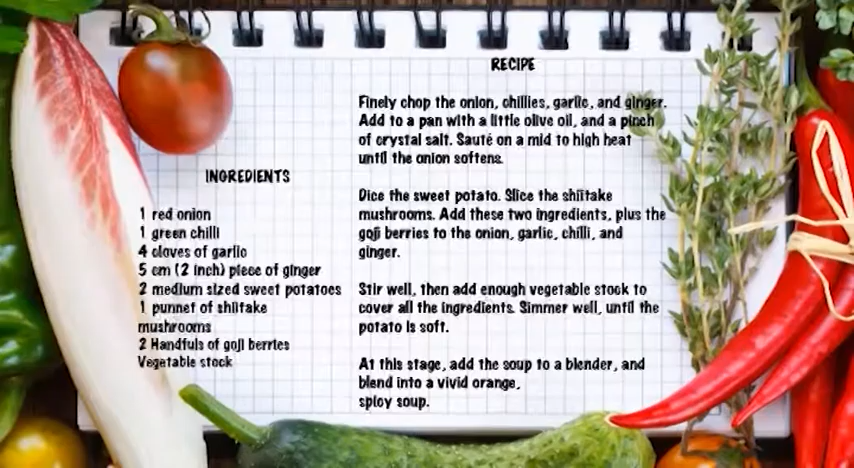 INGREDIENTS
1 red onion
1 green chilli
4 cloves of garlic
5 cm (2 inch) piece of ginger
2 medium sized sweet potatoes
1 punnet of shiitake
mushrooms
2 Handfuls of goji berries
Vegetable stock
RECIPE
Finely chop the onion, chillies, garlic, and ginger.
Add to a pan with a little olive oil, and a pinch
of crystal salt. Sauté on a mid to high heat
until the onion softens.
Dice the sweet potato. Slice the shiitake
mushrooms. Add these two ingredients, plus the
goji berries to the onion, garlic, chilli, and
ginger.
Stir well, then add enough vegetable stock to
cover all the ingredients. Simmer well, until the
potato is soft.
At this stage, add the soup to a blender, and
blend into a vivid orange,
spicy soup.